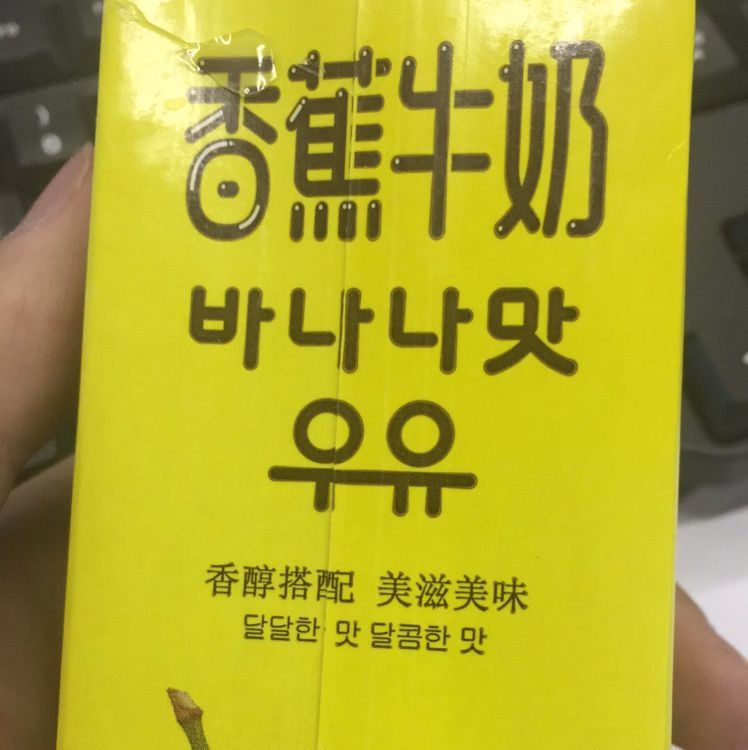 香蕉牛奶
바나나맛
우유
香醇搭配 美滋美味
달달한 맛 달콤한 맛